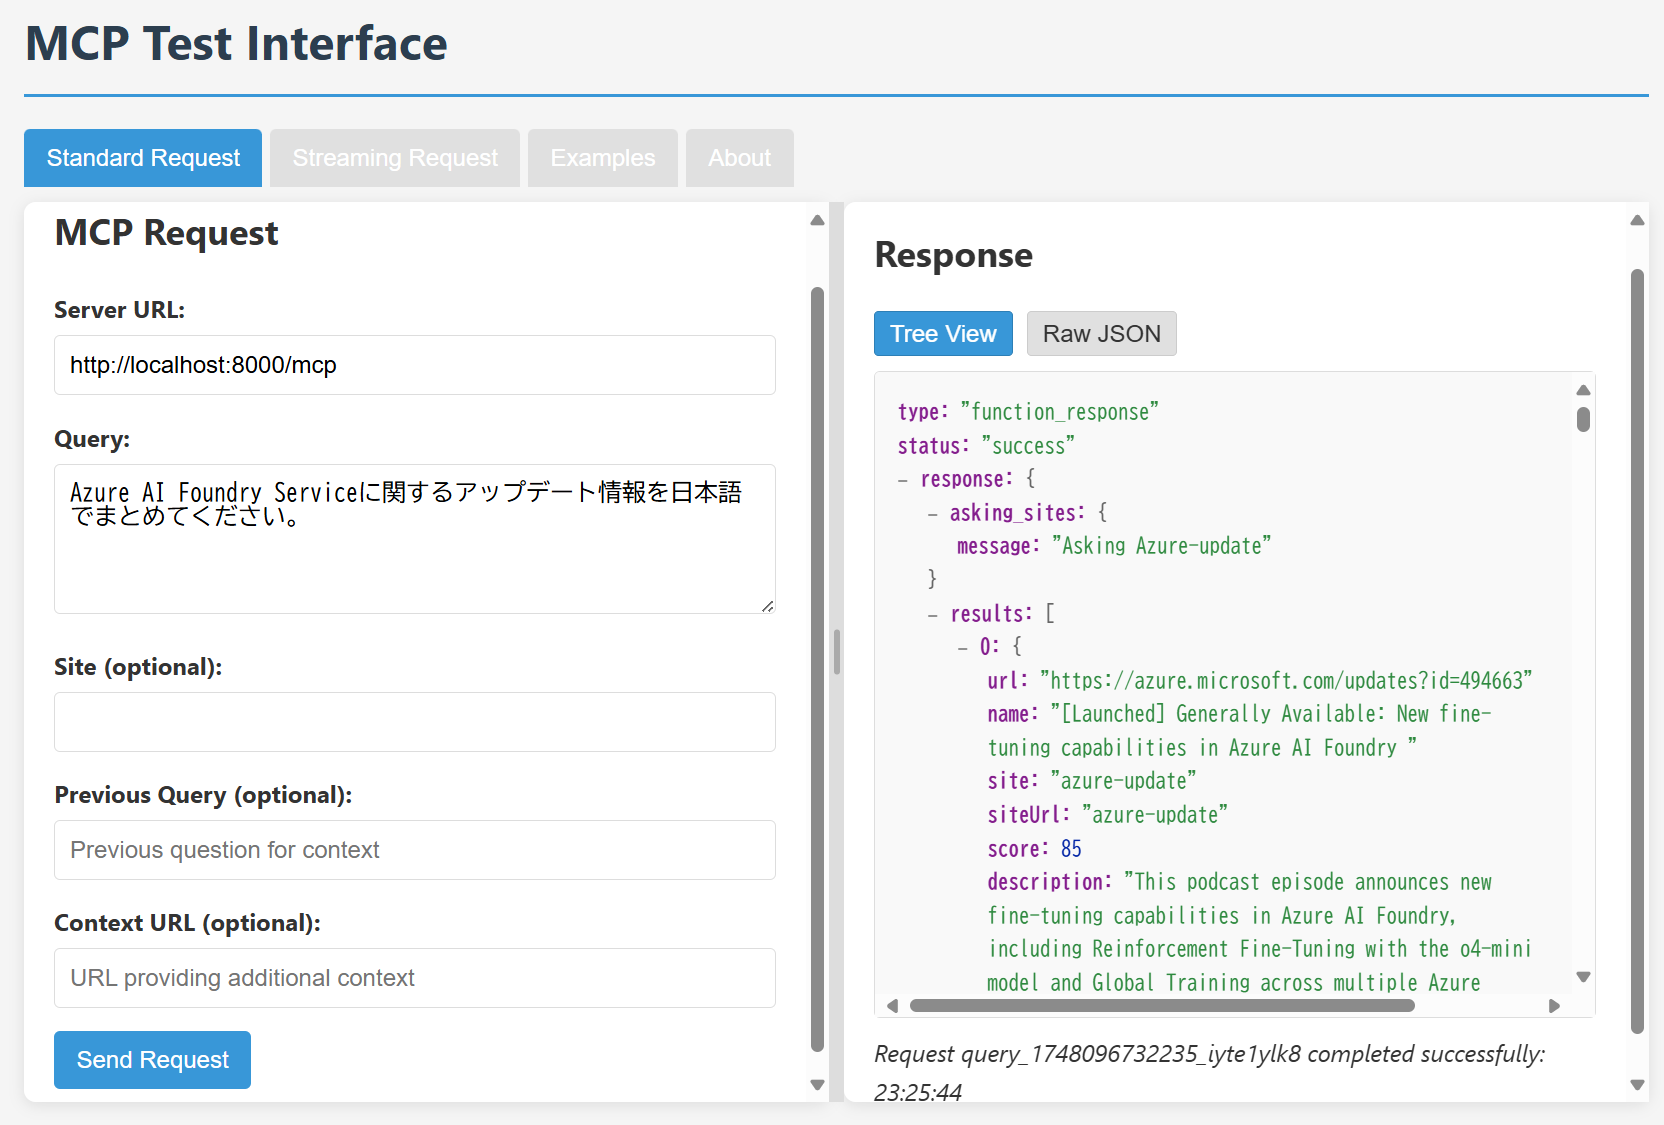 MCP Test Interface
Standard Request
Streaming Request
Examples
About
MCP Request
Server URL:
http://localhost:8000/mcp
Query:
Azure AI Foundry Serviceに関するアップデート情報を日本語
でまとめてください。
Site (optional):
Previous Query (optional):
Previous question for context
Context URL (optional):
URL providing additional context
Send Request
Response
Tree View
Raw JSON
type: "function_response"
status: "success"
– response: {
– asking_sites: {
message: "Asking Azure-update"
}
– results: [
– 0: {
url: "https://azure.microsoft.com/updates?id=494663"
name: "[Launched] Generally Available: New fine-
tuning capabilities in Azure AI Foundry "
site: "azure-update"
siteUrl: "azure-update"
score: 85
description: "This podcast episode announces new
fine-tuning capabilities in Azure AI Foundry,
including Reinforcement Fine-Tuning with the o4-mini
model and Global Training across multiple Azure
Request query_1748096732235_iyte1ylk8 completed successfully:
23:25:44